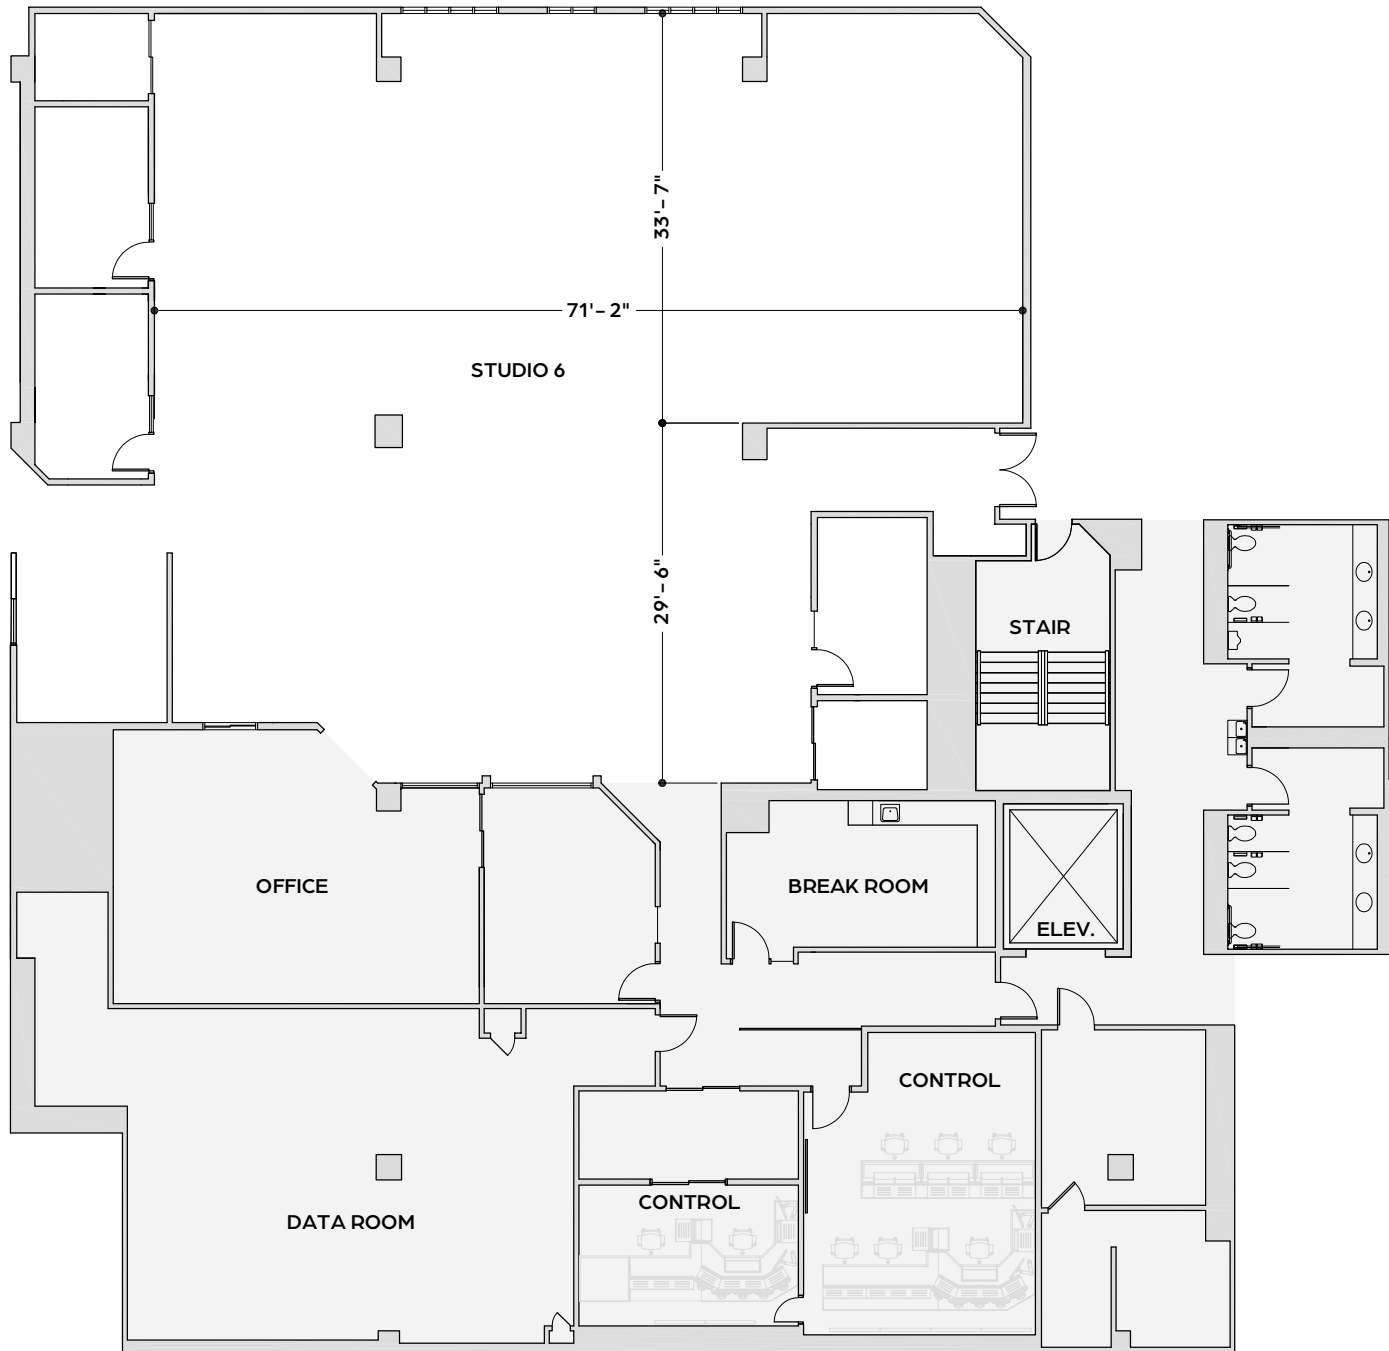 33'- 7"
71'- 2"
STUDIO 6
29'- 6"
STAIR
OFFICE
BREAK ROOM
ELEV.
CONTROL
CONTROL
DATA ROOM